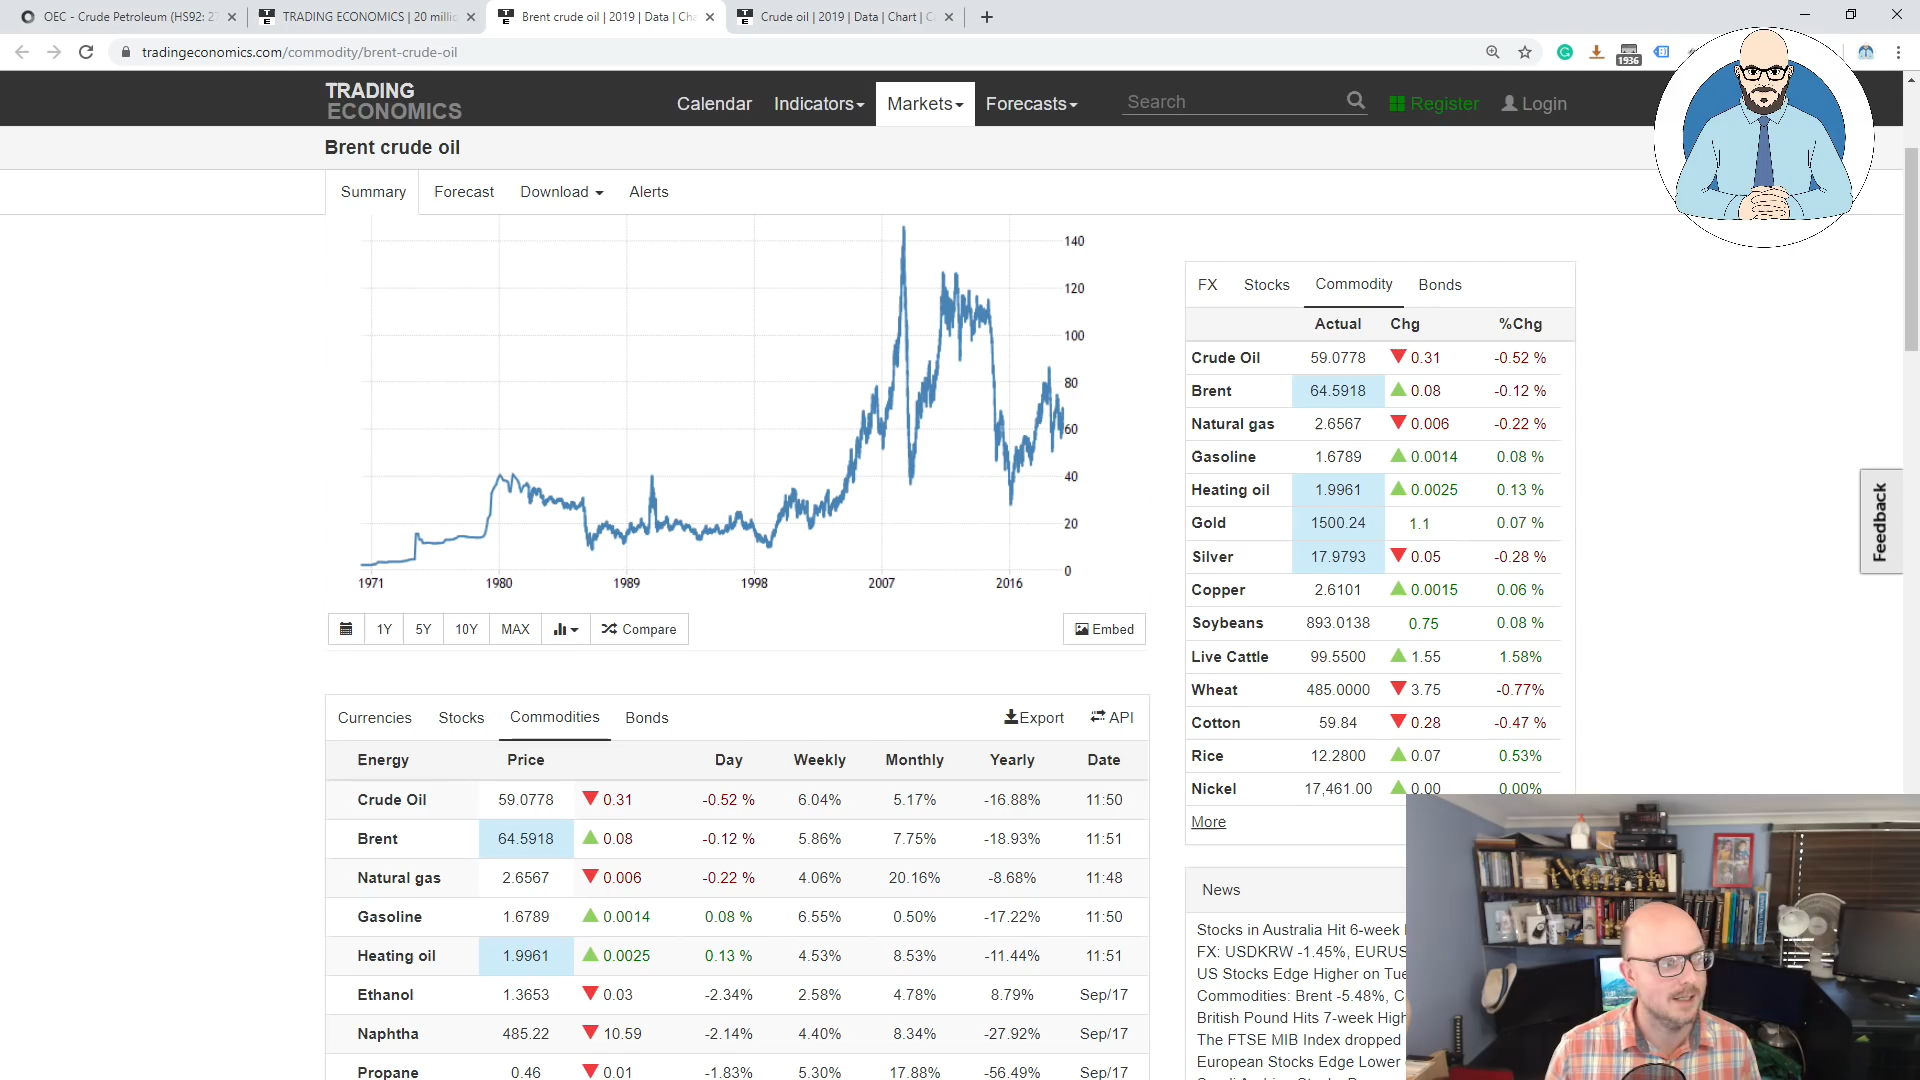 OEC - Crude Petroleum (HS92: 27
TRADING ECONOMICS | 20 millio
Brent crude oil | 2019 | Data | Cha
Crude oil | 2019 | Data | Chart | C
tradingeconomics.com/commodity/brent-crude-oil
1936
TRADING
ECONOMICS
Calendar Indicators Markets Forecasts Search Register Login
Brent crude oil
Summary Forecast Download Alerts
140
120
100
80
60
40
20
0
1971 1980 1989 1998 2007 2016
1Y 5Y 10Y MAX Compare Embed
FX Stocks Commodity Bonds
Actual Chg %Chg
Crude Oil 59.0778 0.31 -0.52 %
Brent 64.5918 0.08 -0.12 %
Natural gas 2.6567 0.006 -0.22 %
Gasoline 1.6789 0.0014 0.08 %
Heating oil 1.9961 0.0025 0.13 %
Gold 1500.24 1.1 0.07 %
Silver 17.9793 0.05 -0.28 %
Copper 2.6101 0.0015 0.06 %
Soybeans 893.0138 0.75 0.08 %
Live Cattle 99.5500 1.55 1.58%
Wheat 485.0000 3.75 -0.77%
Cotton 59.84 0.28 -0.47 %
Rice 12.2800 0.07 0.53%
Nickel 17,461.00 0.00 0.00%
More
Feedback
Currencies Stocks Commodities Bonds Export API
Energy Price Day Weekly Monthly Yearly Date
Crude Oil 59.0778 0.31 -0.52 % 6.04% 5.17% -16.88% 11:50
Brent 64.5918 0.08 -0.12 % 5.86% 7.75% -18.93% 11:51
Natural gas 2.6567 0.006 -0.22 % 4.06% 20.16% -8.68% 11:48
Gasoline 1.6789 0.0014 0.08 % 6.55% 0.50% -17.22% 11:50
Heating oil 1.9961 0.0025 0.13 % 4.53% 8.53% -11.44% 11:51
Ethanol 1.3653 0.03 -2.34% 2.58% 4.78% 8.79% Sep/17
Naphtha 485.22 10.59 -2.14% 4.40% 8.34% -27.92% Sep/17
Propane 0.46 0.01 -1.83% 5.30% 17.88% -56.49% Sep/17
News
Stocks in Australia Hit 6-week
FX: USDKRW -1.45%, EURUS
US Stocks Edge Higher on Tue
Commodities: Brent -5.48%, C
British Pound Hits 7-week High
The FTSE MIB Index dropped
European Stocks Edge Lower